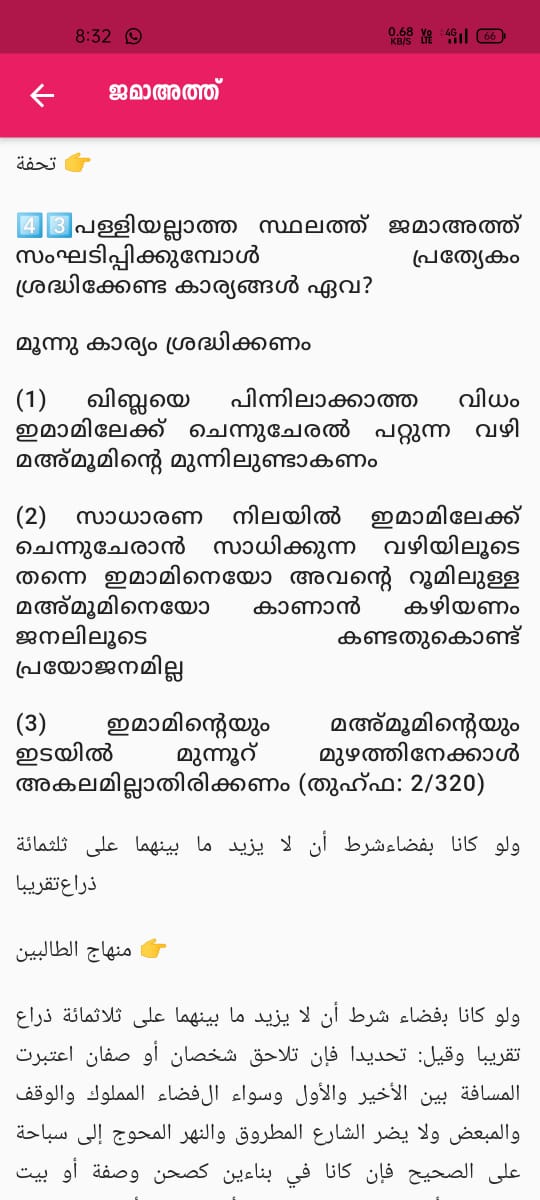 8:32
0.68 KB/S Vo LTE 4G 66
ജമാഅത്ത്
تحفة 👉
4️⃣3️⃣പള്ളിയല്ലാത്ത സ്ഥലത്ത് ജമാഅത്ത്
സംഘടിപ്പിക്കുമ്പോൾ പ്രത്യേകം
ശ്രദ്ധിക്കേണ്ട കാര്യങ്ങൾ ഏവ?
മൂന്നു കാര്യം ശ്രദ്ധിക്കണം
(1) ഖിബ്ലയെ പിന്നിലാക്കാത്ത വിധം
ഇമാമിലേക്ക് ചെന്നുചേരൽ പറ്റുന്ന വഴി
മഅ്മൂമിന്റെ മുന്നിലുണ്ടാകണം
(2) സാധാരണ നിലയിൽ ഇമാമിലേക്ക്
ചെന്നുചേരാൻ സാധിക്കുന്ന വഴിയിലൂടെ
തന്നെ ഇമാമിനെയോ അവന്റെ റൂമിലുള്ള
മഅ്മൂമിനെയോ കാണാൻ കഴിയണം
ജനലിലൂടെ കണ്ടതുകൊണ്ട്
പ്രയോജനമില്ല
(3) ഇമാമിന്റെയും മഅ്മൂമിന്റെയും
ഇടയിൽ മുന്നൂറ് മുഴത്തിനേക്കാൾ
അകലമില്ലാതിരിക്കണം (തുഹ്ഫ: 2/320)
ولو كانا بفضاءشرط أن لا يزيد ما بينهما على ثلثمائة
ذراعتقريبا
منهاج الطالبين 👉
ولو كانا بفضاء شرط أن لا يزيد ما بينهما على ثلاثمائة ذراع
تقريبا وقيل: تحديدا فإن تلاحق شخصان أو صفان اعتبرت
المسافة بين الأخير والأول وسواء الفضاء المملوك والوقف
والمبعض ولا يضر الشارع المطروق والنهر المحوج إلى سباحة
على الصحيح فإن كانا في بناءين كصحن وصفة أو بيت